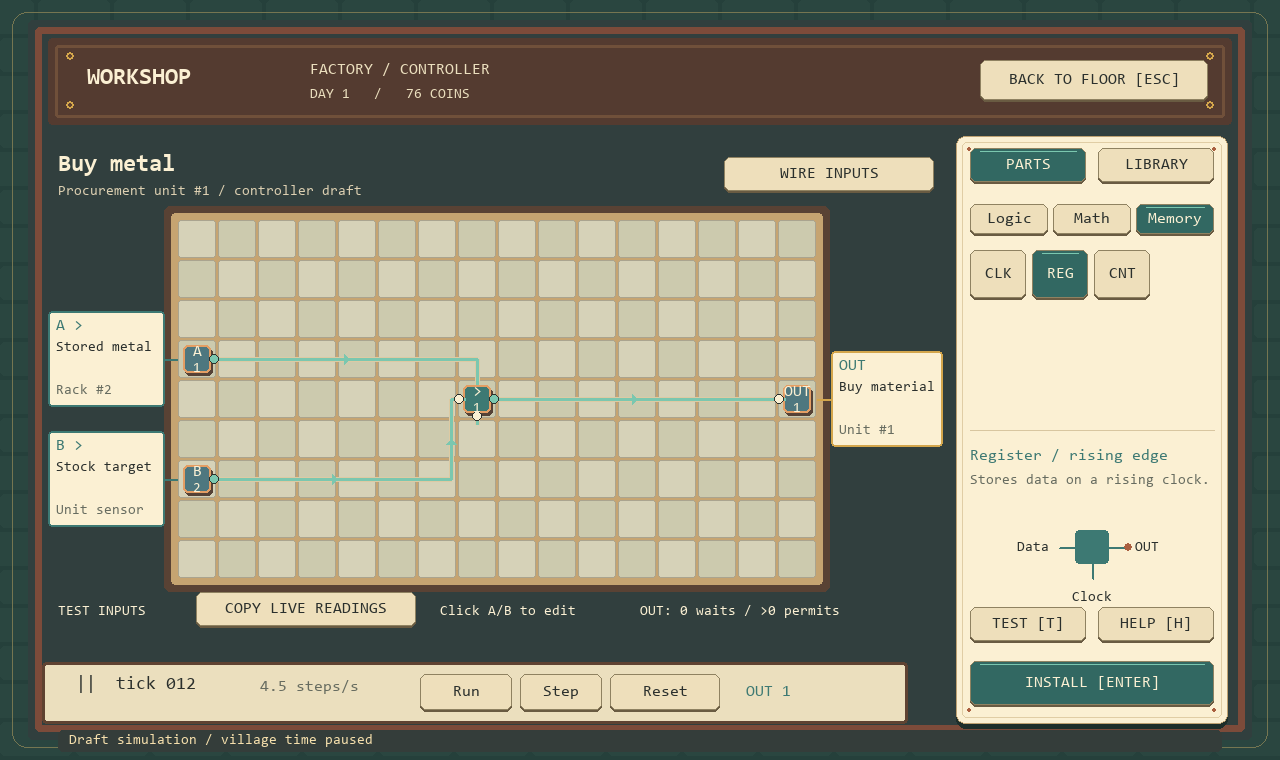 WORKSHOP
FACTORY / CONTROLLER
DAY 1 / 76 COINS
BACK TO FLOOR [ESC]
Buy metal
Procurement unit #1 / controller draft
WIRE INPUTS
PARTS
LIBRARY
Logic
Math
Memory
CLK
REG
CNT
A >
Stored metal
Rack #2
A
1
>
1
OUT
1
OUT
Buy material
Unit #1
B >
Stock target
Unit sensor
B
2
Register / rising edge
Stores data on a rising clock.
Data
OUT
Clock
TEST INPUTS
COPY LIVE READINGS
Click A/B to edit
OUT: 0 waits / >0 permits
TEST [T]
HELP [H]
|| tick 012
4.5 steps/s
Run
Step
Reset
OUT 1
INSTALL [ENTER]
Draft simulation / village time paused